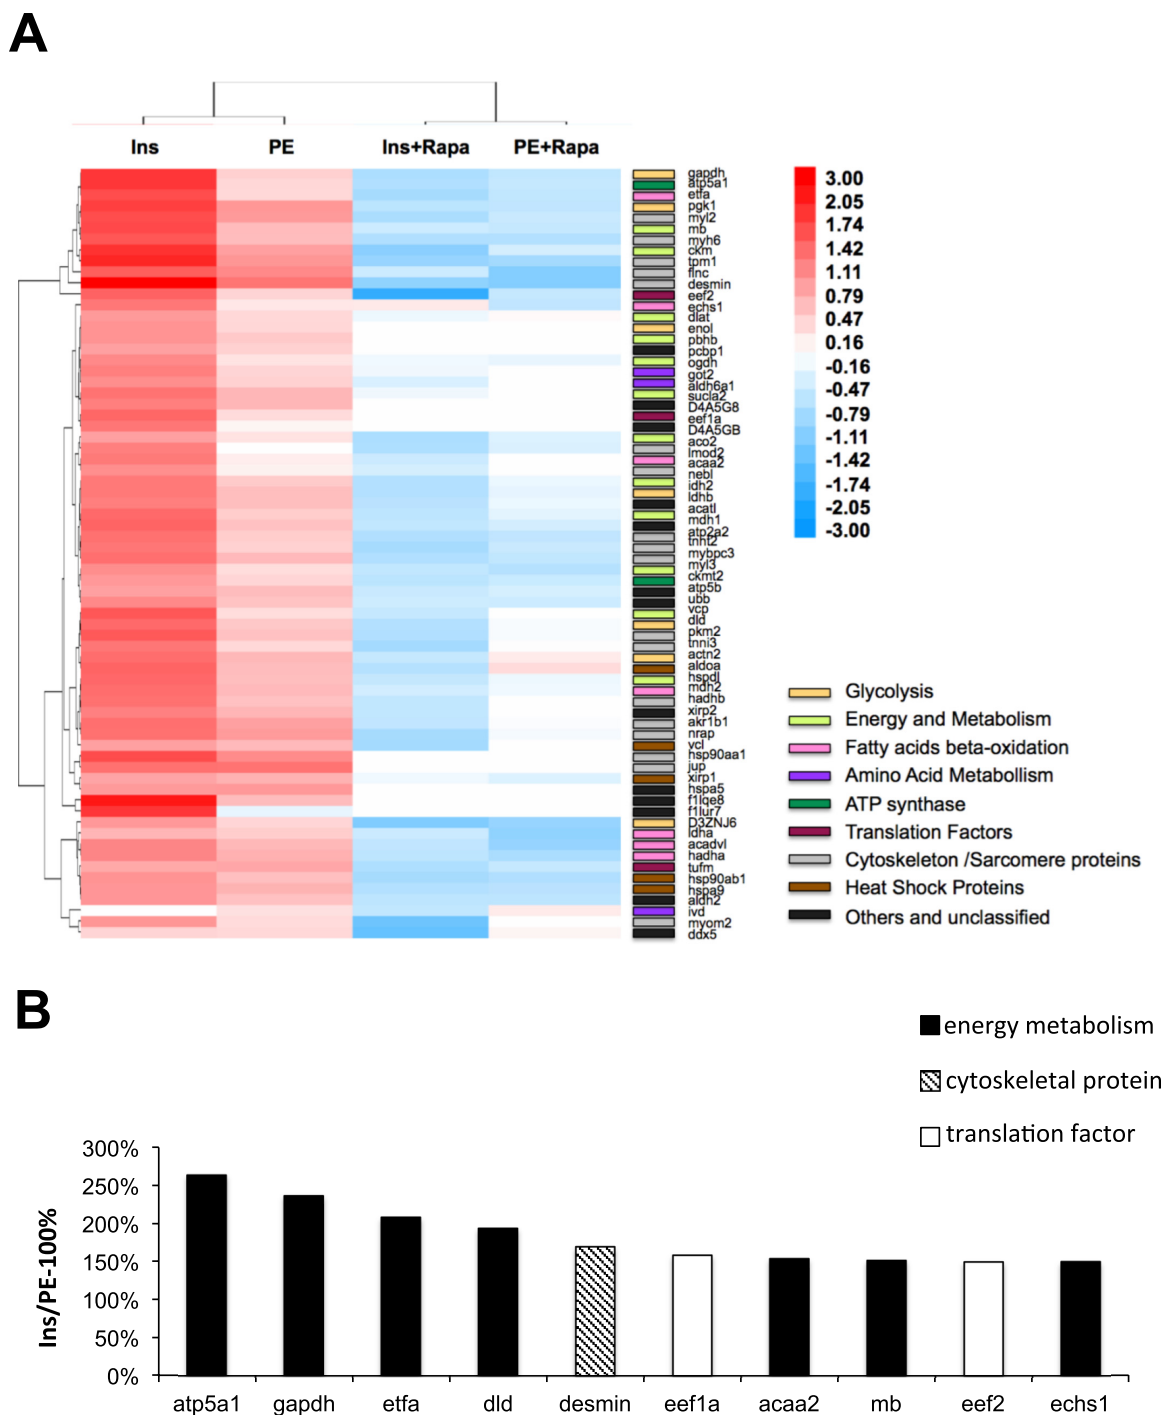 A
Ins PE Ins+Rapa PE+Rapa
gapdh
atp5a1
etfa
pgk1
myl2
mb
myh6
ckm
tpm1
flnc
desmin
eef2
echs1
dlat
enol
pbhb
pcbp1
ogdh
got2
aldh6a1
sucla2
D4A5G8
eef1a
D4A5GB
aco2
lmod2
acaa2
nebl
idh2
ldhb
acatl
mdh1
atp2a2
tnht2
mybpc3
myl3
ckmt2
atp5b
ubb
vcp
dld
pkm2
tnni3
actn2
aldoa
hspdl
mdh2
hadhb
xirp2
akr1b1
nrap
vcl
hsp90aa1
jup
xirp1
hspa5
f1lqe8
f1lur7
D3ZNJ6
ldha
acadvl
hadha
tufm
hsp90ab1
hspa9
aldh2
ivd
myom2
ddx5
3.00
2.05
1.74
1.42
1.11
0.79
0.47
0.16
-0.16
-0.47
-0.79
-1.11
-1.42
-1.74
-2.05
-3.00
Glycolysis
Energy and Metabolism
Fatty acids beta-oxidation
Amino Acid Metabollism
ATP synthase
Translation Factors
Cytoskeleton /Sarcomere proteins
Heat Shock Proteins
Others and unclassified
B
energy metabolism
cytoskeletal protein
translation factor
Ins/PE-100%
300%
250%
200%
150%
100%
50%
0%
atp5a1 gapdh etfa dld desmin eef1a acaa2 mb eef2 echs1